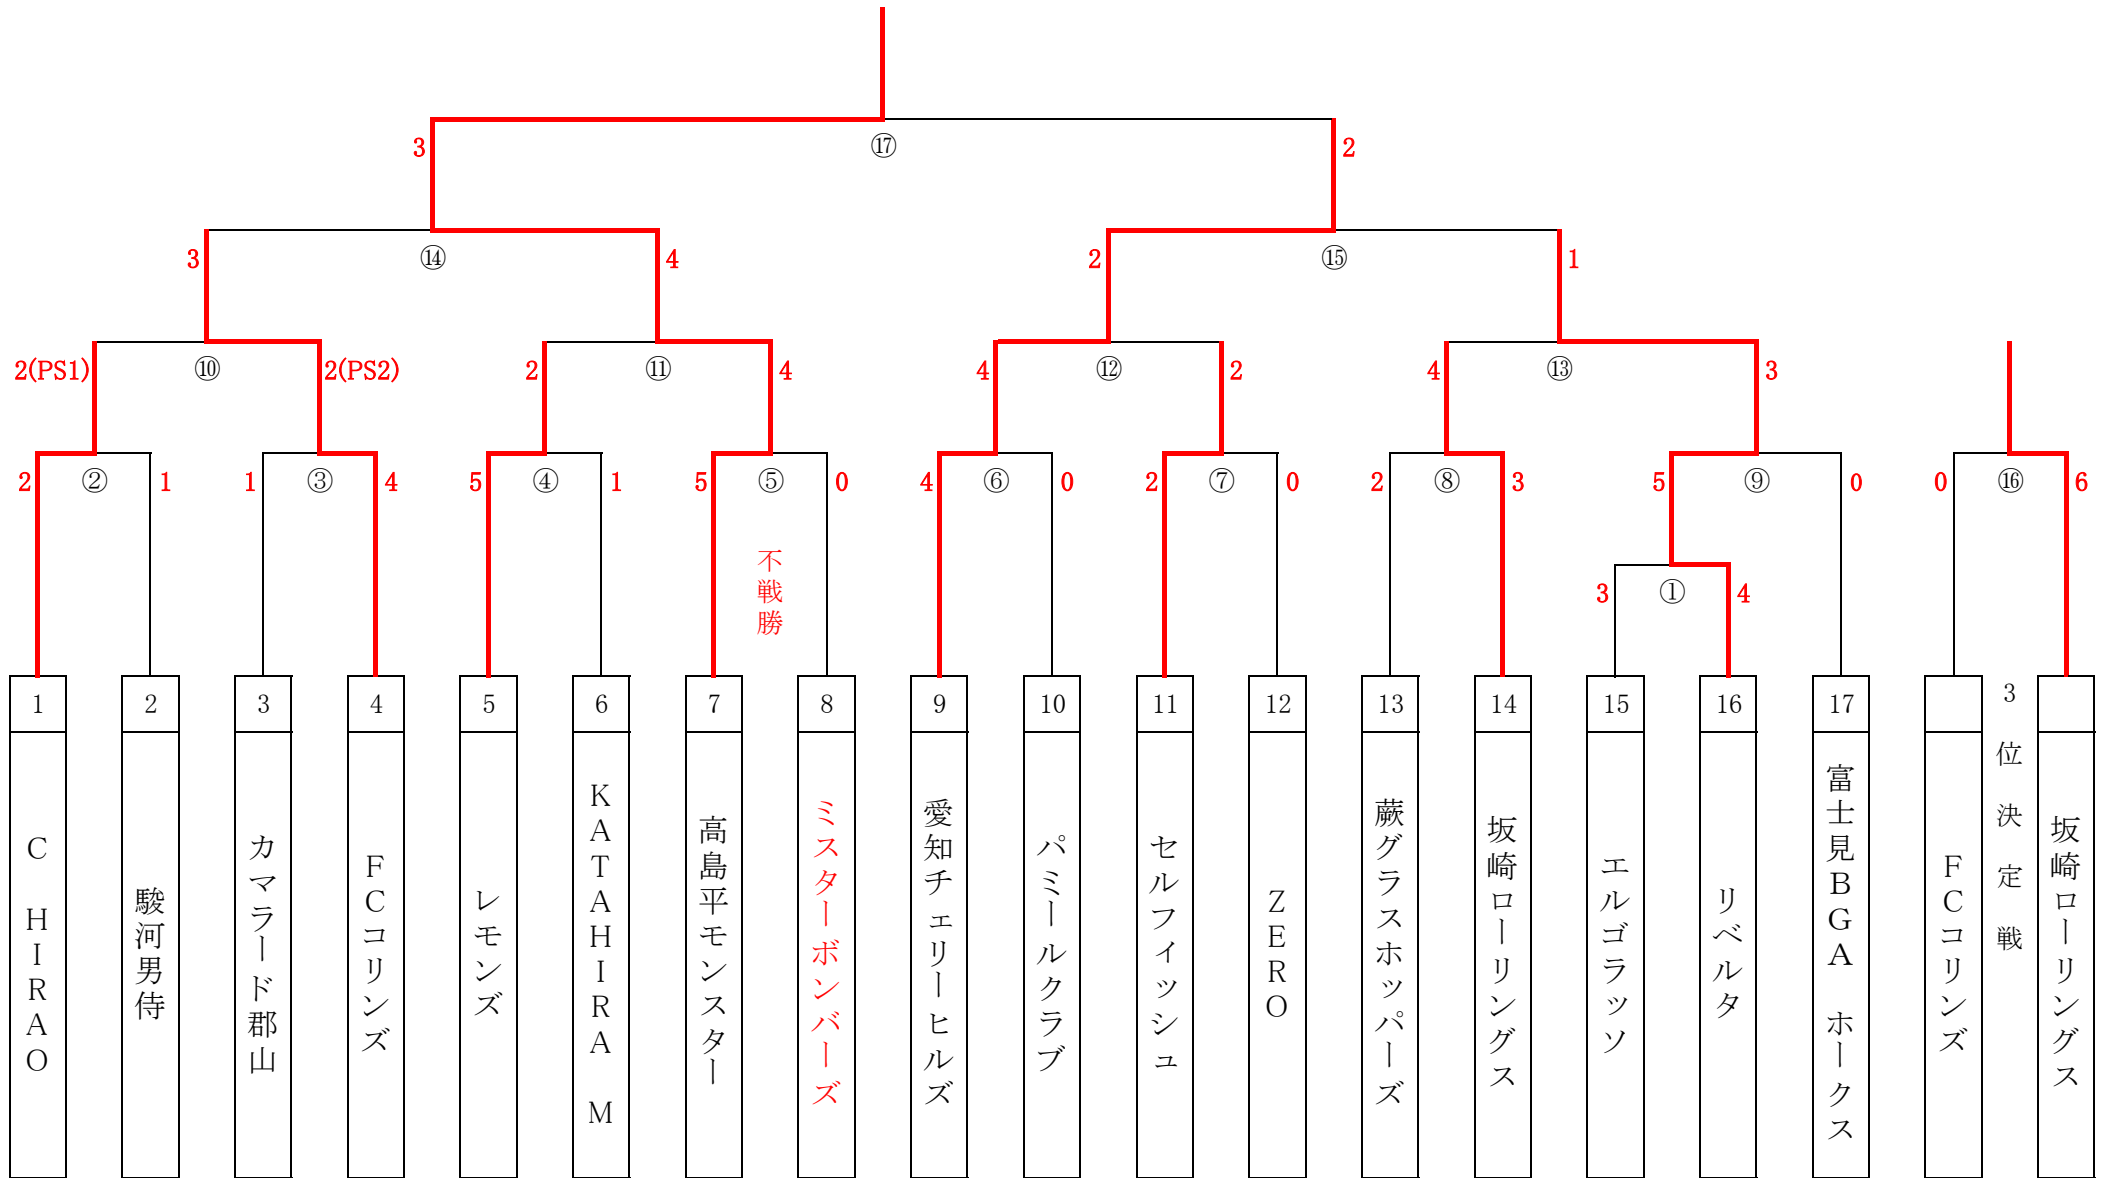 3 ⑰ 2
3 ⑭ 4 2 ⑮ 1
2(PS1) ⑩ 2(PS2) 2 ⑪ 4 4 ⑫ 2 4 ⑬ 3
2 ② 1 1 ③ 4 5 ④ 1 5 ⑤ 0 4 ⑥ 0 2 ⑦ 0 2 ⑧ 3 5 ⑨ 0 0 ⑯ 6
不戦勝
3 ① 4
1 2 3 4 5 6 7 8 9 10 11 12 13 14 15 16 17
C HIRAO
駿河男侍
カマラード郡山
FCコリンズ
レモンズ
KATAHIRA M
高島平モンスター
ミスターボンバーズ
愛知チェリーヒルズ
パミールクラブ
セルフィッシュ
ZERO
蕨グラスホッパーズ
坂崎ローリングス
エルゴラッソ
リベルタ
富士見BGA ホークス
FCコリンズ
3位決定戦
坂崎ローリングス